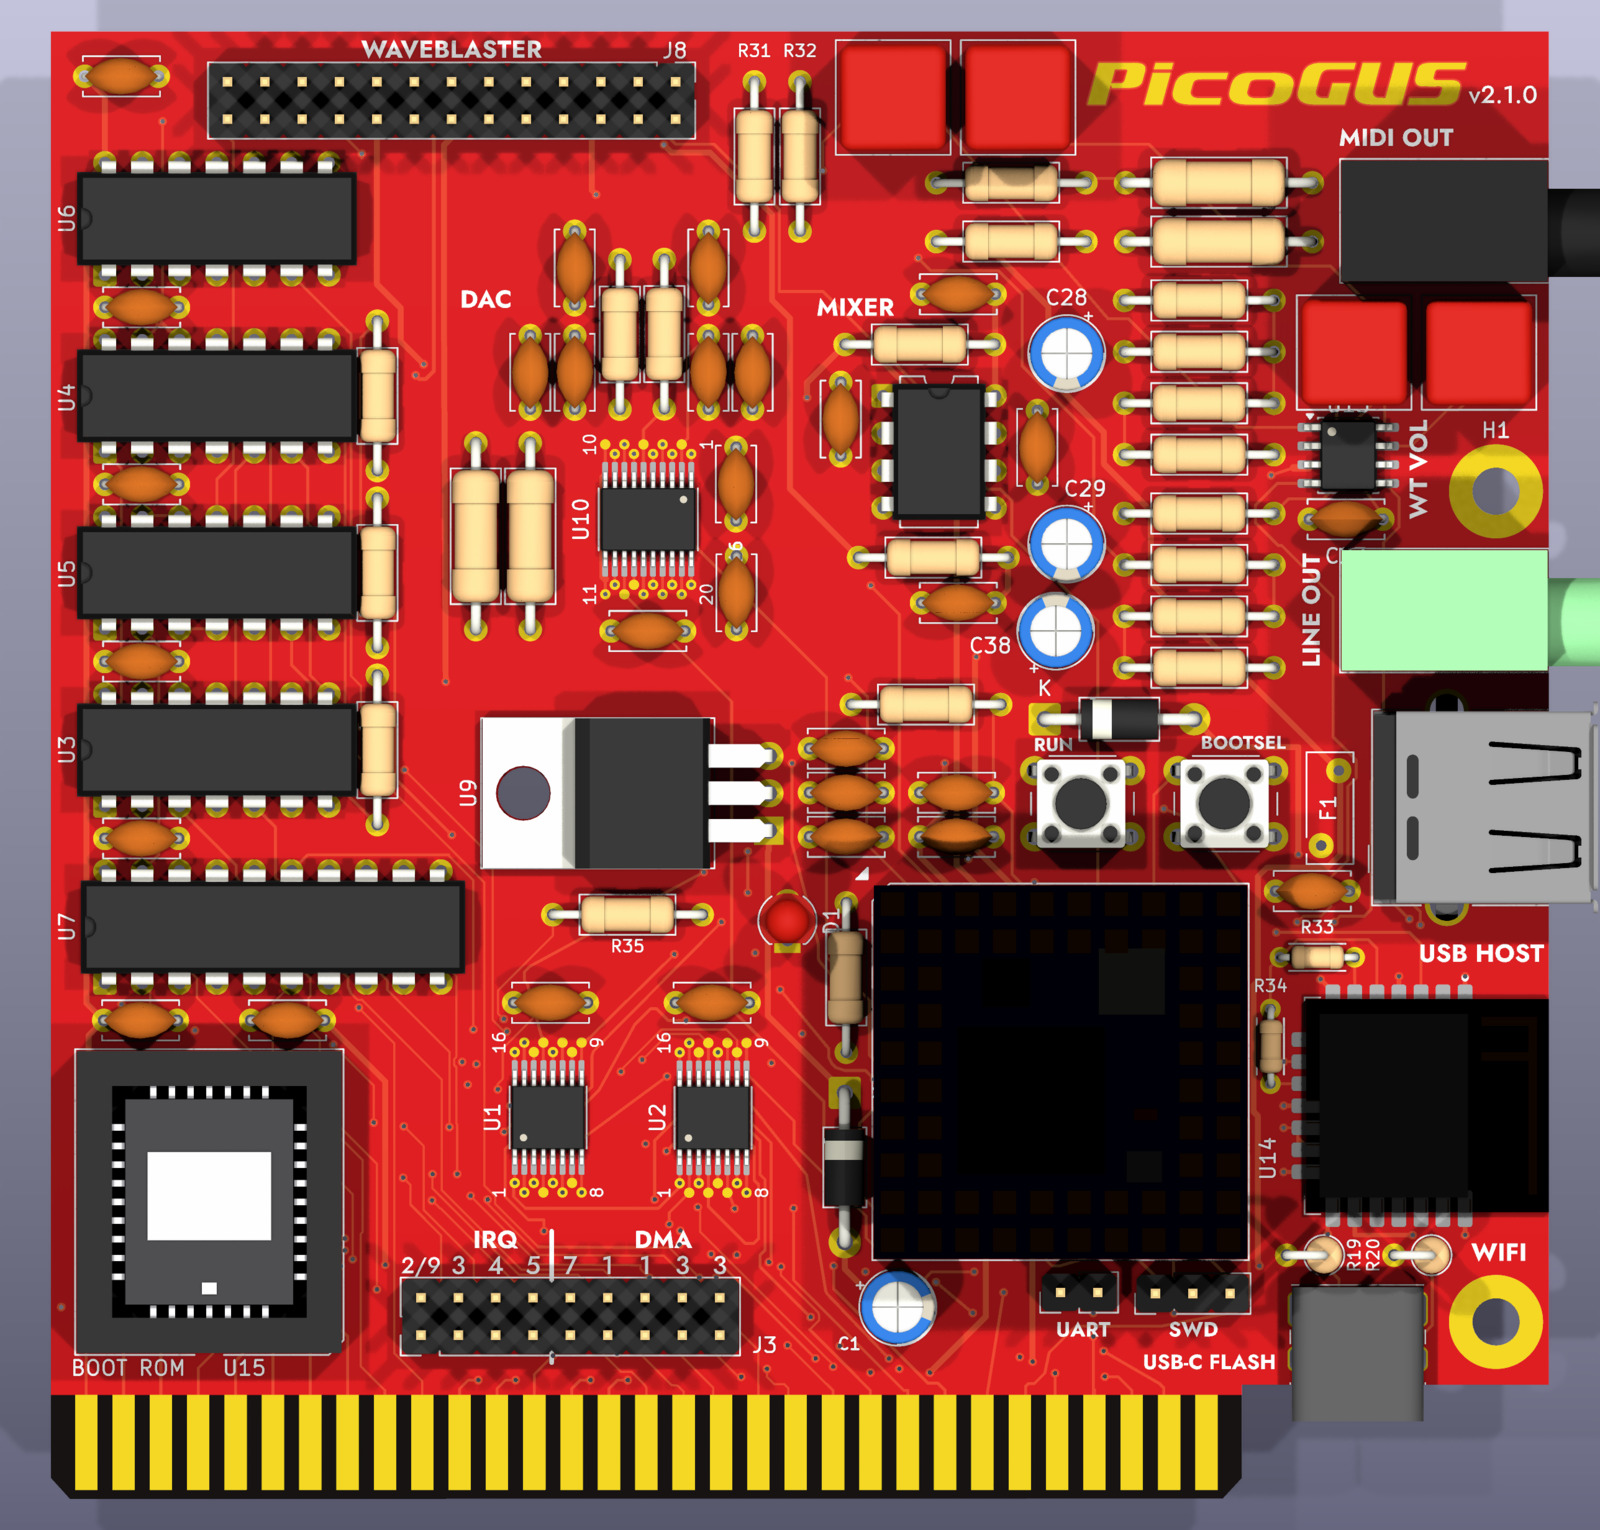 WAVEBLASTER
J8
R31 R32
PicoGUS v2.1.0
MIDI OUT
U6
DAC
MIXER
C28
U4
WT VOL
H1
10 1
U10
C29
11 20
LINE OUT
U5
C38
K
RUN
BOOTSEL
U3
U9
F1
U7
D1
R35
R33
USB HOST
R34
16 9
16 9
U1
U2
U14
1 8
1 8
IRQ DMA
2/9 3 4 5 7 1 1 3 3
J3
R19
R20
WIFI
C1
UART
SWD
USB-C FLASH
BOOT ROM U15